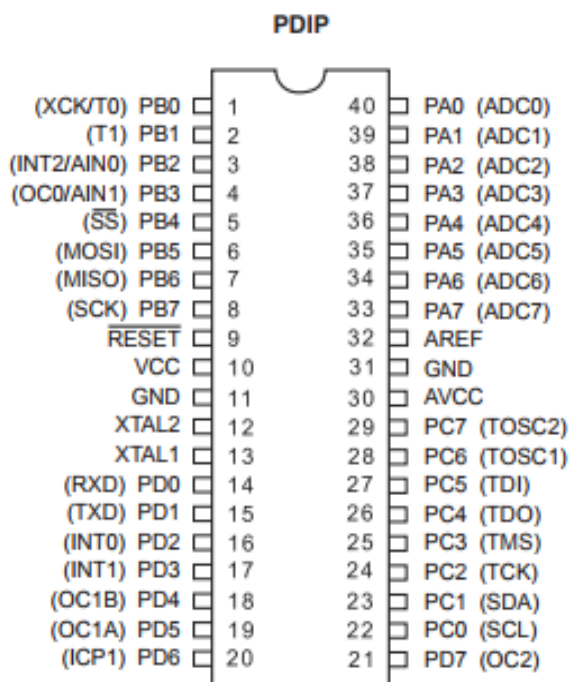 PDIP
(XCK/T0) PB0 1 40 PA0 (ADC0)
(T1) PB1 2 39 PA1 (ADC1)
(INT2/AIN0) PB2 3 38 PA2 (ADC2)
(OC0/AIN1) PB3 4 37 PA3 (ADC3)
(S̅S̅) PB4 5 36 PA4 (ADC4)
(MOSI) PB5 6 35 PA5 (ADC5)
(MISO) PB6 7 34 PA6 (ADC6)
(SCK) PB7 8 33 PA7 (ADC7)
R̅E̅S̅E̅T̅ 9 32 AREF
VCC 10 31 GND
GND 11 30 AVCC
XTAL2 12 29 PC7 (TOSC2)
XTAL1 13 28 PC6 (TOSC1)
(RXD) PD0 14 27 PC5 (TDI)
(TXD) PD1 15 26 PC4 (TDO)
(INT0) PD2 16 25 PC3 (TMS)
(INT1) PD3 17 24 PC2 (TCK)
(OC1B) PD4 18 23 PC1 (SDA)
(OC1A) PD5 19 22 PC0 (SCL)
(ICP1) PD6 20 21 PD7 (OC2)